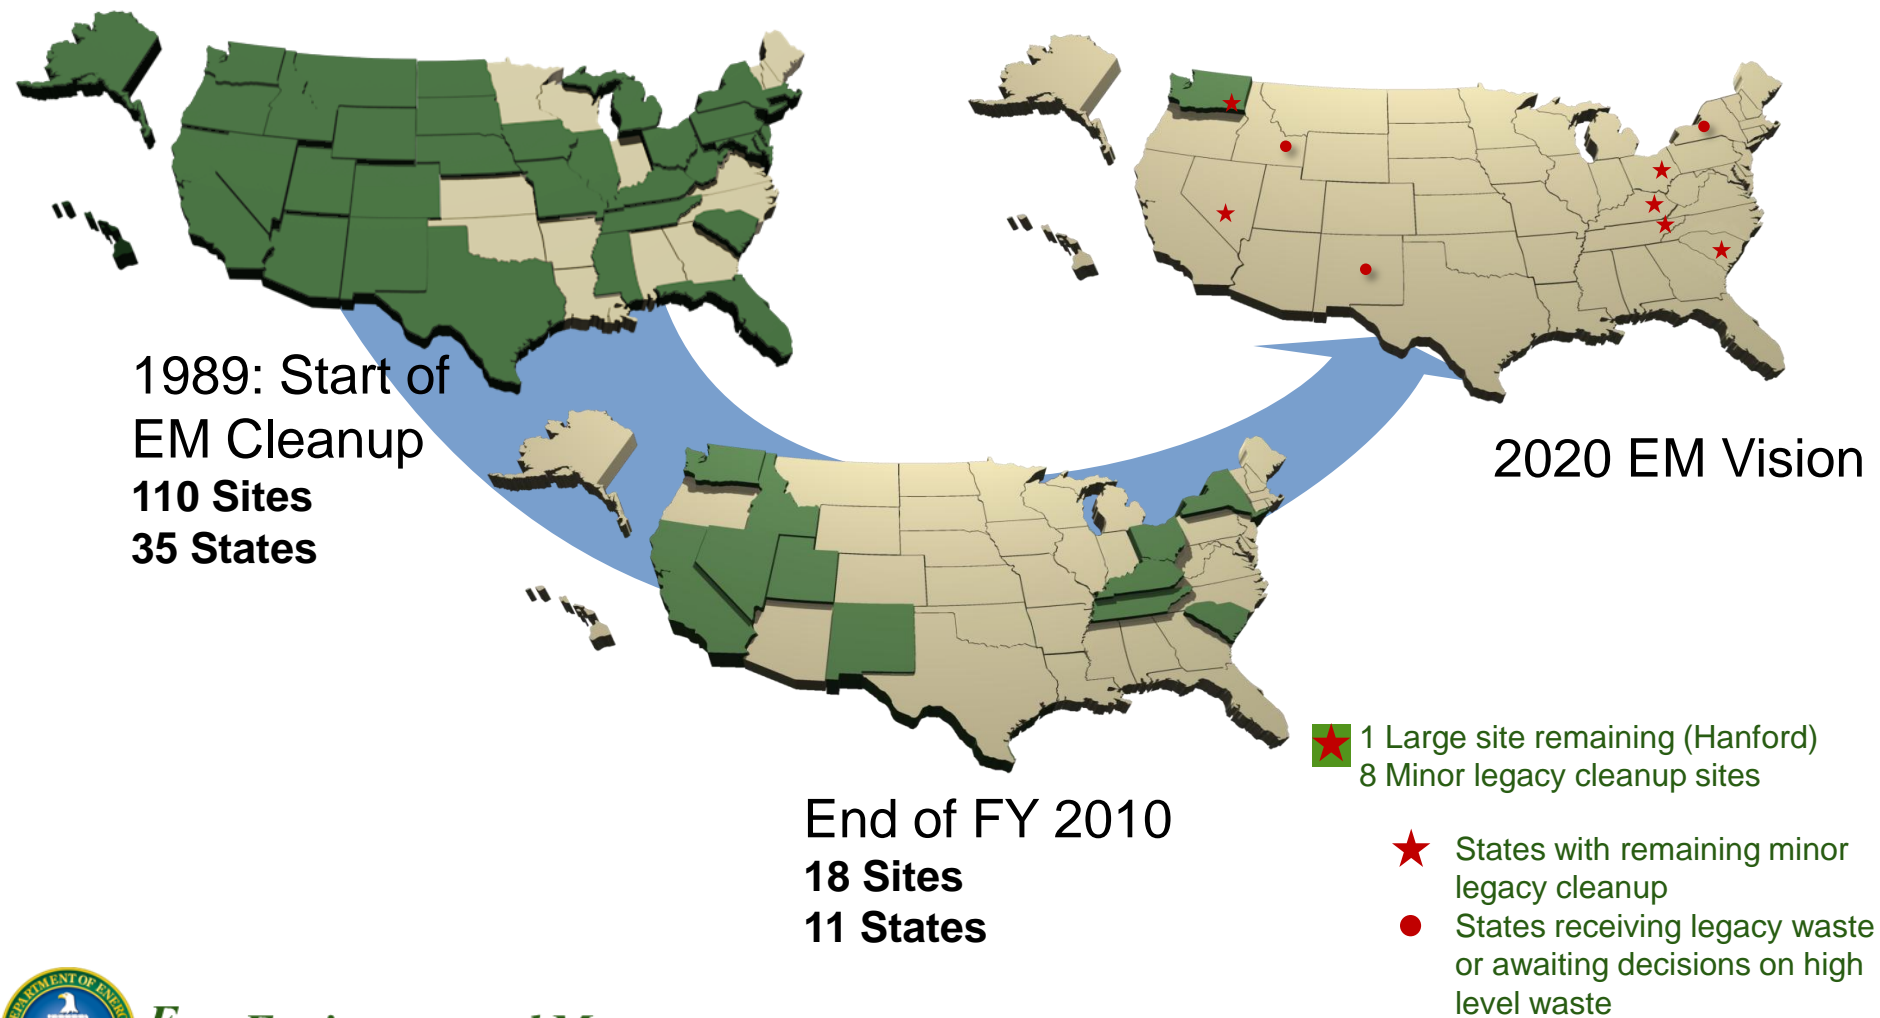 1989: Start of
EM Cleanup
110 Sites
35 States
End of FY 2010
18 Sites
11 States
2020 EM Vision
1 Large site remaining (Hanford)
8 Minor legacy cleanup sites
States with remaining minor
legacy cleanup
States receiving legacy waste
or awaiting decisions on high
level waste